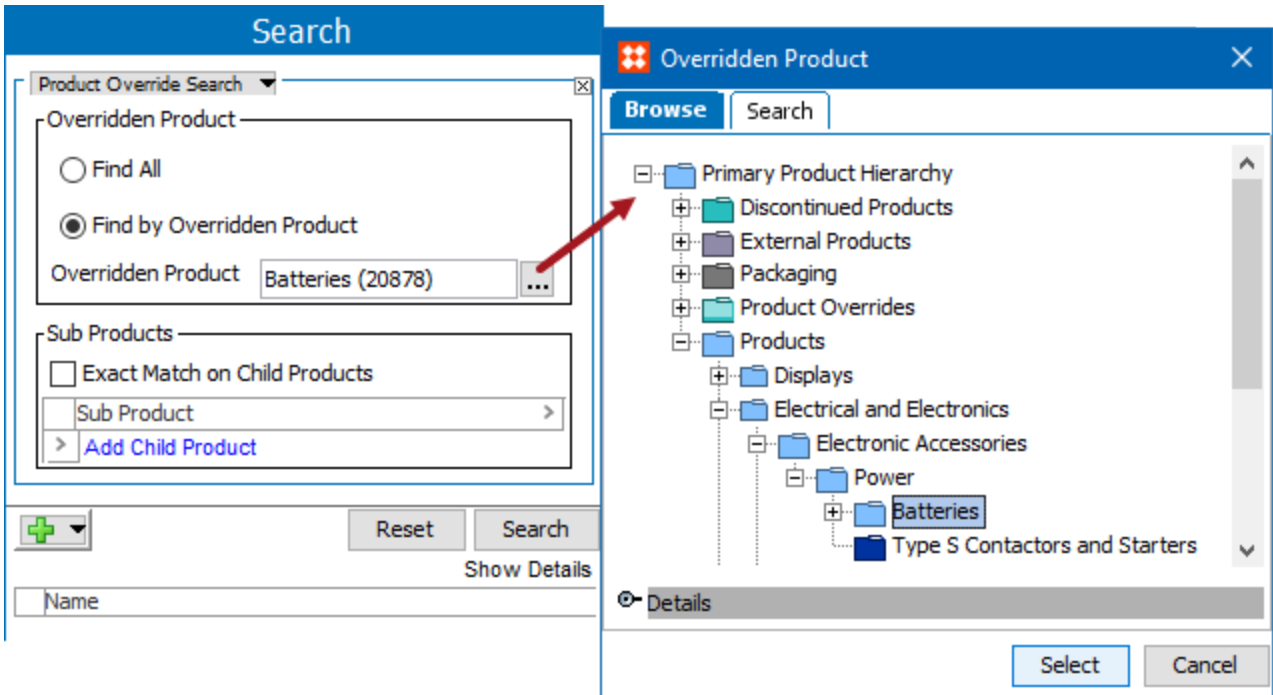 Search
Product Override Search
Overridden Product
Find All
Find by Overridden Product
Overridden Product Batteries (20878) ...
Sub Products
Exact Match on Child Products
Sub Product >
> Add Child Product
Reset Search
Show Details
Name
Overridden Product
Browse Search
Primary Product Hierarchy
Discontinued Products
External Products
Packaging
Product Overrides
Products
Displays
Electrical and Electronics
Electronic Accessories
Power
Batteries
Type S Contactors and Starters
Details
Select Cancel